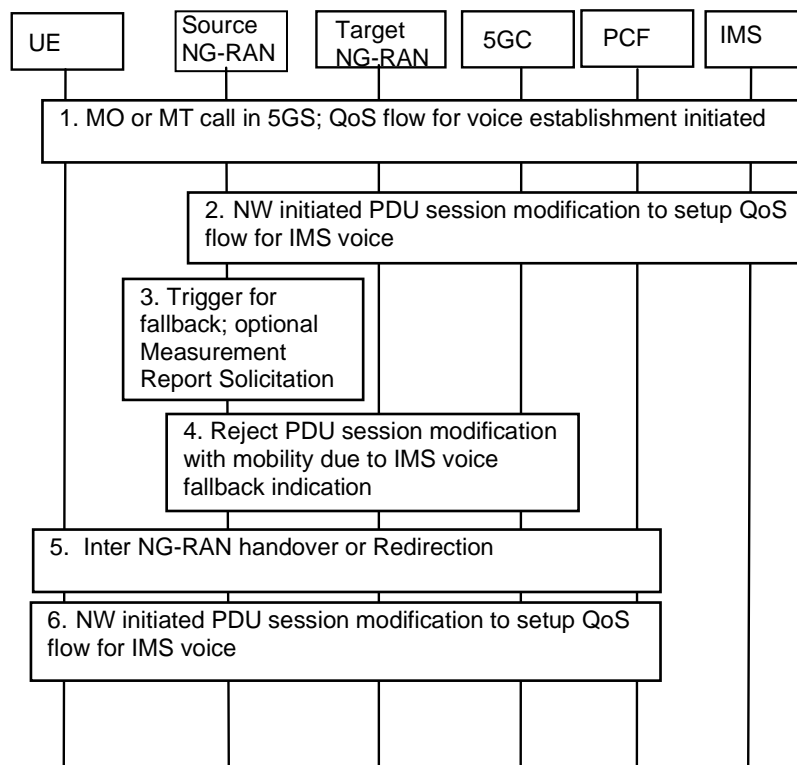 UE
Source
NG-RAN
Target
NG-RAN
5GC
PCF
IMS
1. MO or MT call in 5GS; QoS flow for voice establishment initiated
2. NW initiated PDU session modification to setup QoS
flow for IMS voice
3. Trigger for
fallback; optional
Measurement
Report Solicitation
4. Reject PDU session modification
with mobility due to IMS voice
fallback indication
5. Inter NG-RAN handover or Redirection
6. NW initiated PDU session modification to setup QoS
flow for IMS voice